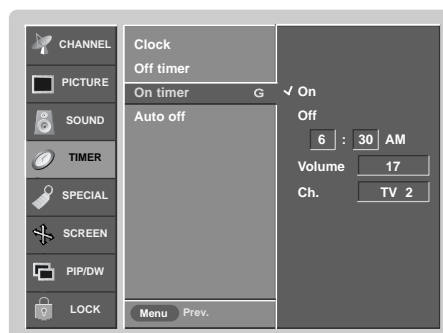 CHANNEL
PICTURE
SOUND
TIMER
SPECIAL
SCREEN
PIP/DW
LOCK
Clock
Off timer
On timer G
Auto off
Menu Prev.
On
Off
6 : 30 AM
Volume 17
Ch. TV 2